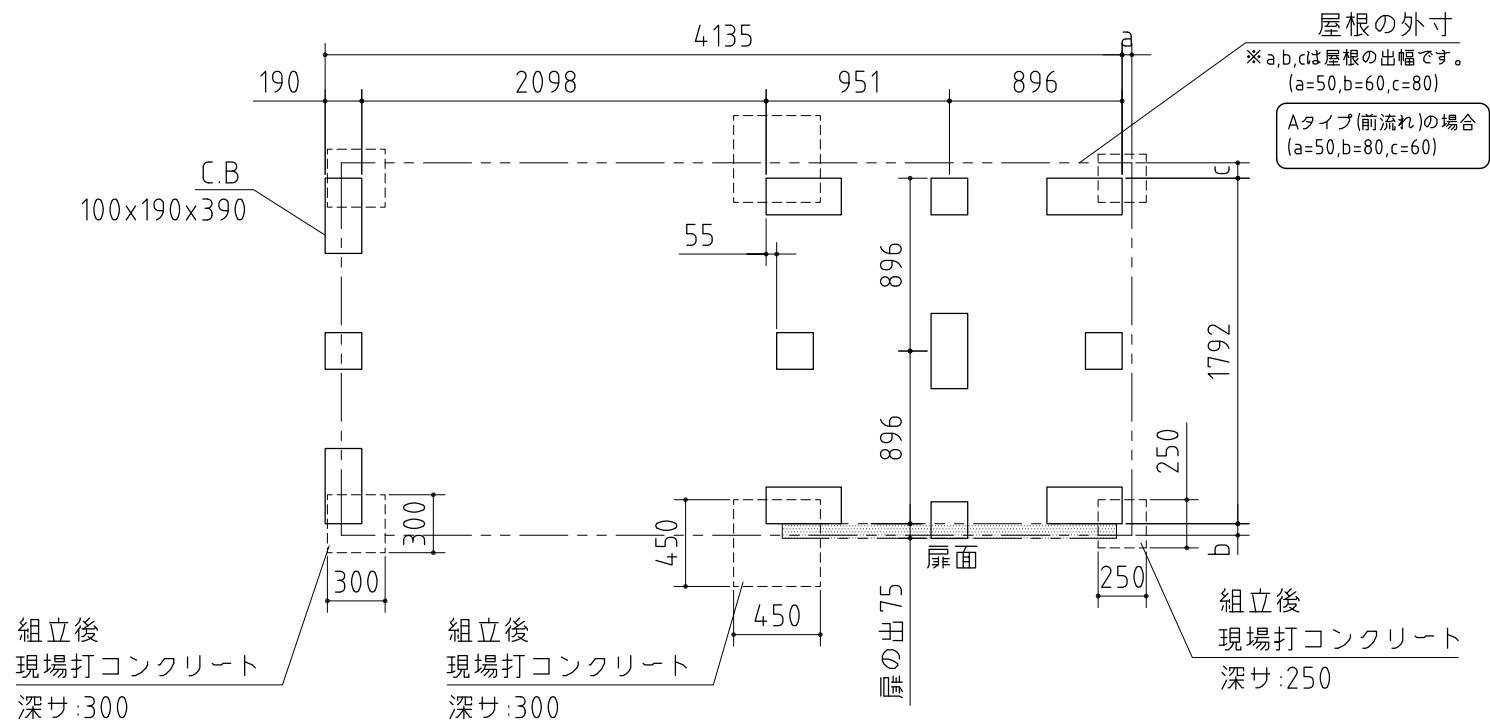 4135
a
屋根の外寸
※a,b,cは屋根の出幅です。
(a=50,b=60,c=80)
Aタイプ(前流れ)の場合
(a=50,b=80,c=60)
190
2098
951
896
C.B
100x190x390
c
55
896
1792
896
250
300
300
450
450
扉面
扉の出75
250
b
組立後
現場打コンクリート
深サ:300
組立後
現場打コンクリート
深サ:300
組立後
現場打コンクリート
深サ:250